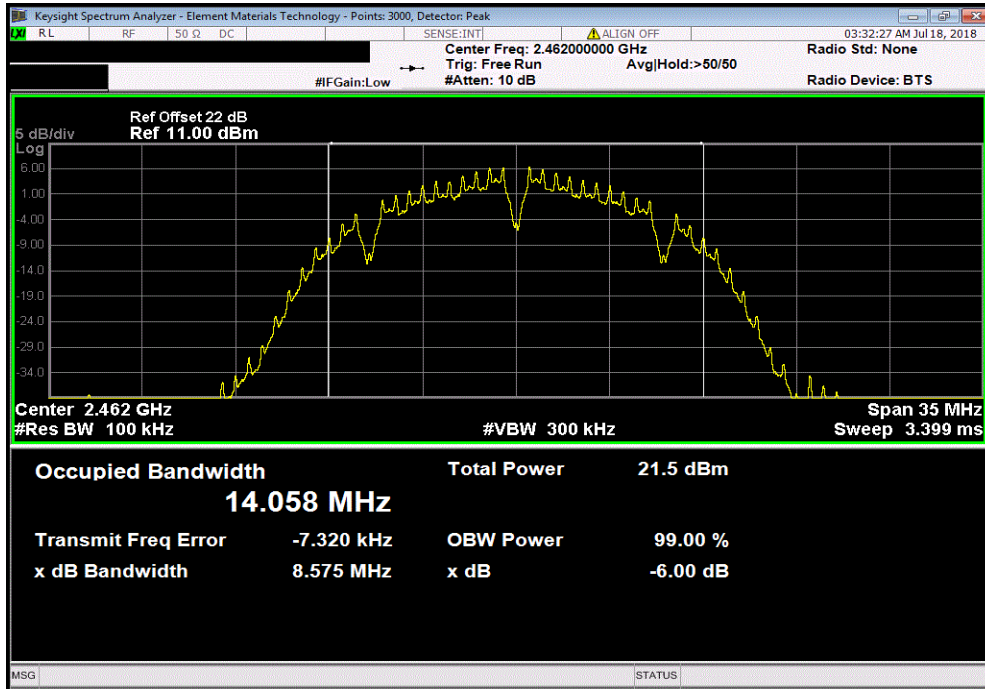 Keysight Spectrum Analyzer - Element Materials Technology - Points: 3000, Detector: Peak
LXI RL RF 50 Ω DC SENSE:INT ALIGN OFF 03:32:27 AM Jul 18, 2018
Center Freq: 2.462000000 GHz Radio Std: None
Trig: Free Run Avg|Hold:>50/50
#IFGain:Low #Atten: 10 dB Radio Device: BTS
Ref Offset 22 dB
5 dB/div Ref 11.00 dBm
Log
6.00
1.00
-4.00
-9.00
-14.0
-19.0
-24.0
-29.0
-34.0
Center 2.462 GHz Span 35 MHz
#Res BW 100 kHz #VBW 300 kHz Sweep 3.399 ms
Occupied Bandwidth Total Power 21.5 dBm
14.058 MHz
Transmit Freq Error -7.320 kHz OBW Power 99.00 %
x dB Bandwidth 8.575 MHz x dB -6.00 dB
MSG STATUS